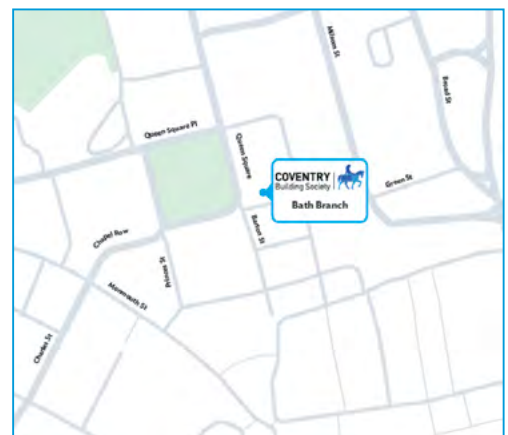 Milsom St
Broad St
Queen Square Pl
Queen Square
COVENTRY
Building Society
Bath Branch
Green St
Barton St
Chapel Row
Princes St
Monmouth St
Charles St